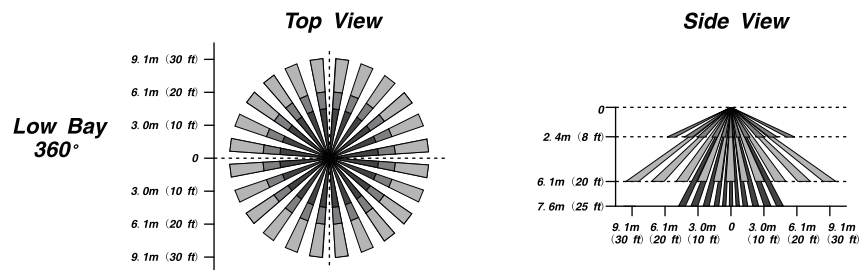 Top View
Side View
Low Bay
360°
9.1m (30 ft)
6.1m (20 ft)
3.0m (10 ft)
0
3.0m (10 ft)
6.1m (20 ft)
9.1m (30 ft)
0
2.4m (8 ft)
6.1m (20 ft)
7.6m (25 ft)
9.1m 6.1m 3.0m 0 3.0m 6.1m 9.1m
(30 ft) (20 ft) (10 ft) (10 ft) (20 ft) (30 ft)